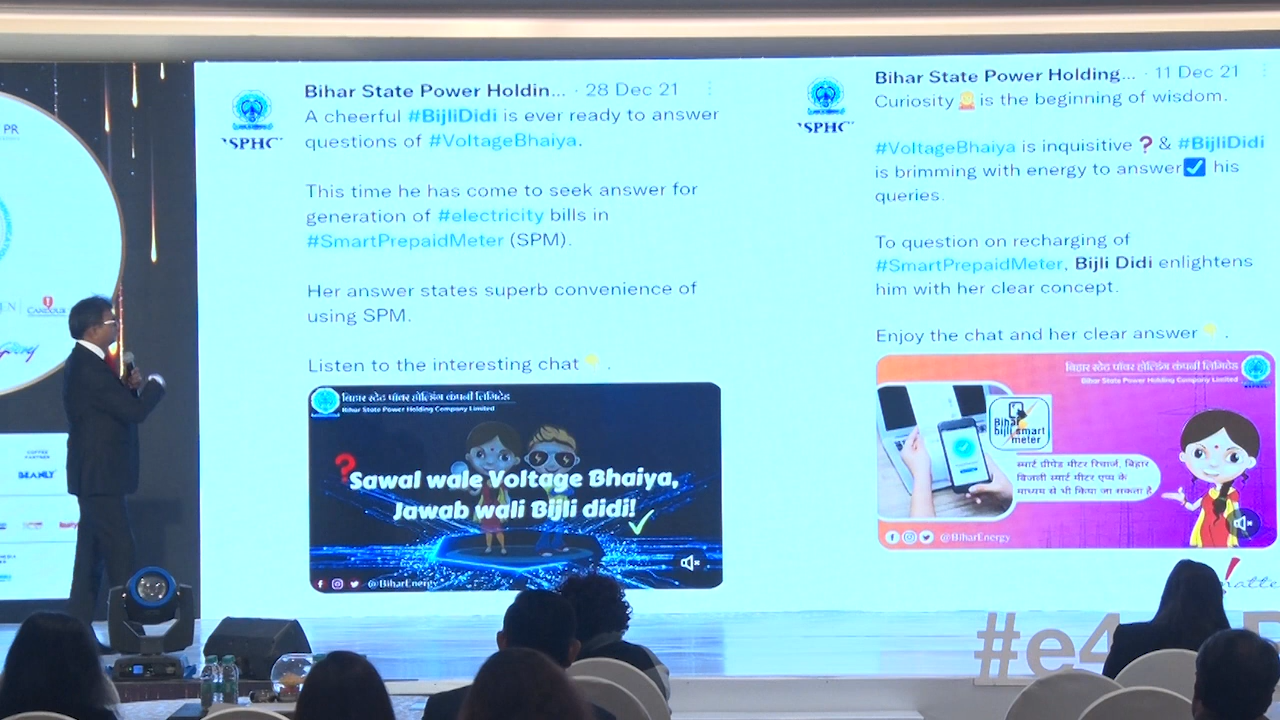 PR
CANDOUR
Godrej
Bihar State Power Holdin... · 28 Dec 21
A cheerful #BijliDidi is ever ready to answer
questions of #VoltageBhaiya.
This time he has come to seek answer for
generation of #electricity bills in
#SmartPrepaidMeter (SPM).
Her answer states superb convenience of
using SPM.
Listen to the interesting chat .
बिहार स्टेट पॉवर होल्डिंग कंपनी लिमिटेड
Bihar State Power Holding Company Limited
?
Sawal wale Voltage Bhaiya,
Jawab wali Bijli didi!
@BiharEnergy
Bihar State Power Holding... · 11 Dec 21
Curiosity is the beginning of wisdom.
#VoltageBhaiya is inquisitive ? & #BijliDidi
is brimming with energy to answer his
queries.
To question on recharging of
#SmartPrepaidMeter, Bijli Didi enlightens
him with her clear concept.
Enjoy the chat and her clear answer .
बिहार स्टेट पॉवर होल्डिंग कंपनी लिमिटेड
Bihar State Power Holding Company Limited
Bihar
bijli smart
meter
स्मार्ट प्रीपेड मीटर रिचार्ज, बिहार
बिजली स्मार्ट मीटर एप्प के
माध्यम से भी किया जा सकता है
@BiharEnergy
#e4